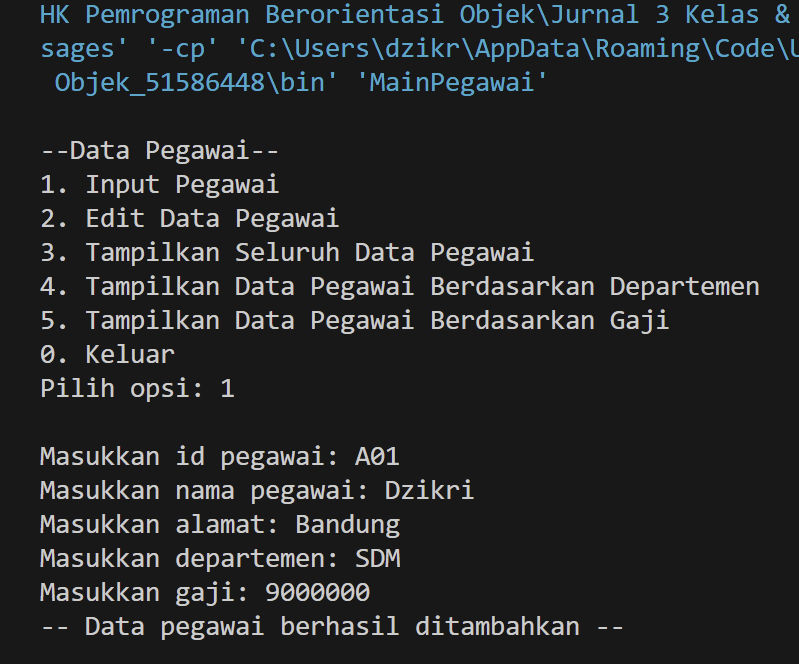 HK Pemrograman Berorientasi Objek\Jurnal 3 Kelas &
sages' '-cp' 'C:\Users\dzikr\AppData\Roaming\Code\U
Objek_51586448\bin' 'MainPegawai'
--Data Pegawai--
1. Input Pegawai
2. Edit Data Pegawai
3. Tampilkan Seluruh Data Pegawai
4. Tampilkan Data Pegawai Berdasarkan Departemen
5. Tampilkan Data Pegawai Berdasarkan Gaji
0. Keluar
Pilih opsi: 1
Masukkan id pegawai: A01
Masukkan nama pegawai: Dzikri
Masukkan alamat: Bandung
Masukkan departemen: SDM
Masukkan gaji: 9000000
-- Data pegawai berhasil ditambahkan --